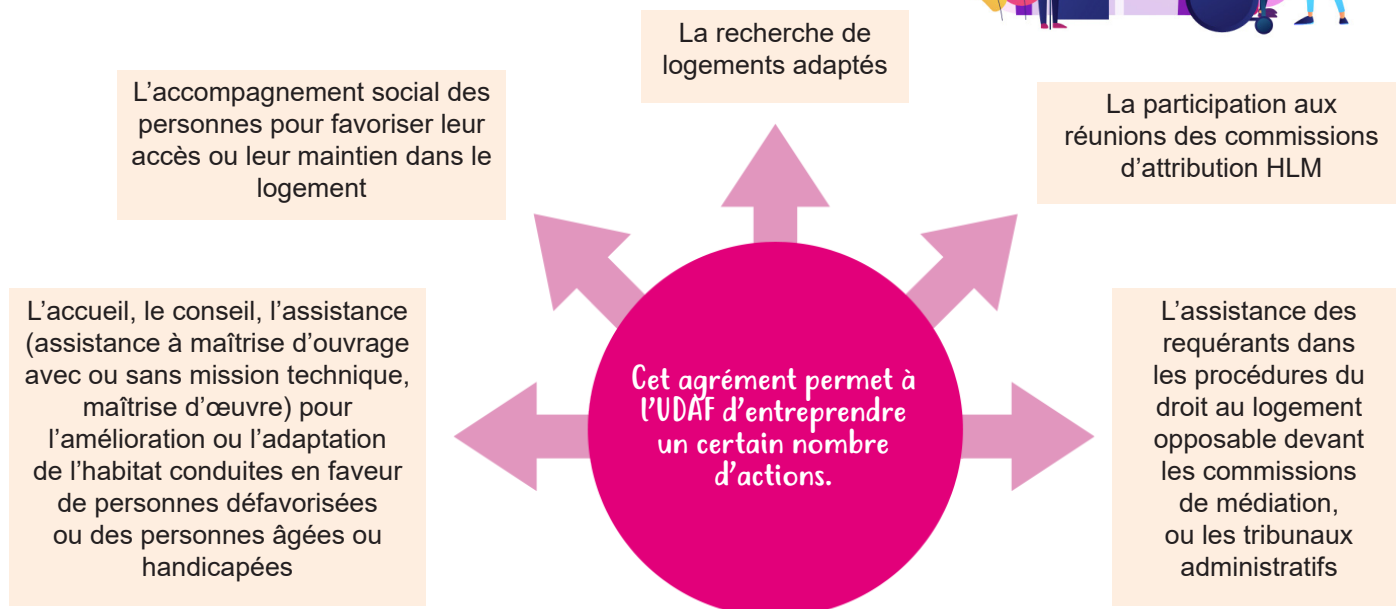 La recherche de
logements adaptés
L'accompagnement social des
personnes pour favoriser leur
accès ou leur maintien dans le
logement
La participation aux
réunions des commissions
d'attribution HLM
L'accueil, le conseil, l'assistance
(assistance à maîtrise d'ouvrage
avec ou sans mission technique,
maîtrise d'œuvre) pour
l'amélioration ou l'adaptation
de l'habitat conduites en faveur
de personnes défavorisées
ou des personnes âgées ou
handicapées
Cet agrément permet à
l'UDAF d'entreprendre
un certain nombre
d'actions.
L'assistance des
requérants dans
les procédures du
droit au logement
opposable devant
les commissions
de médiation,
ou les tribunaux
administratifs